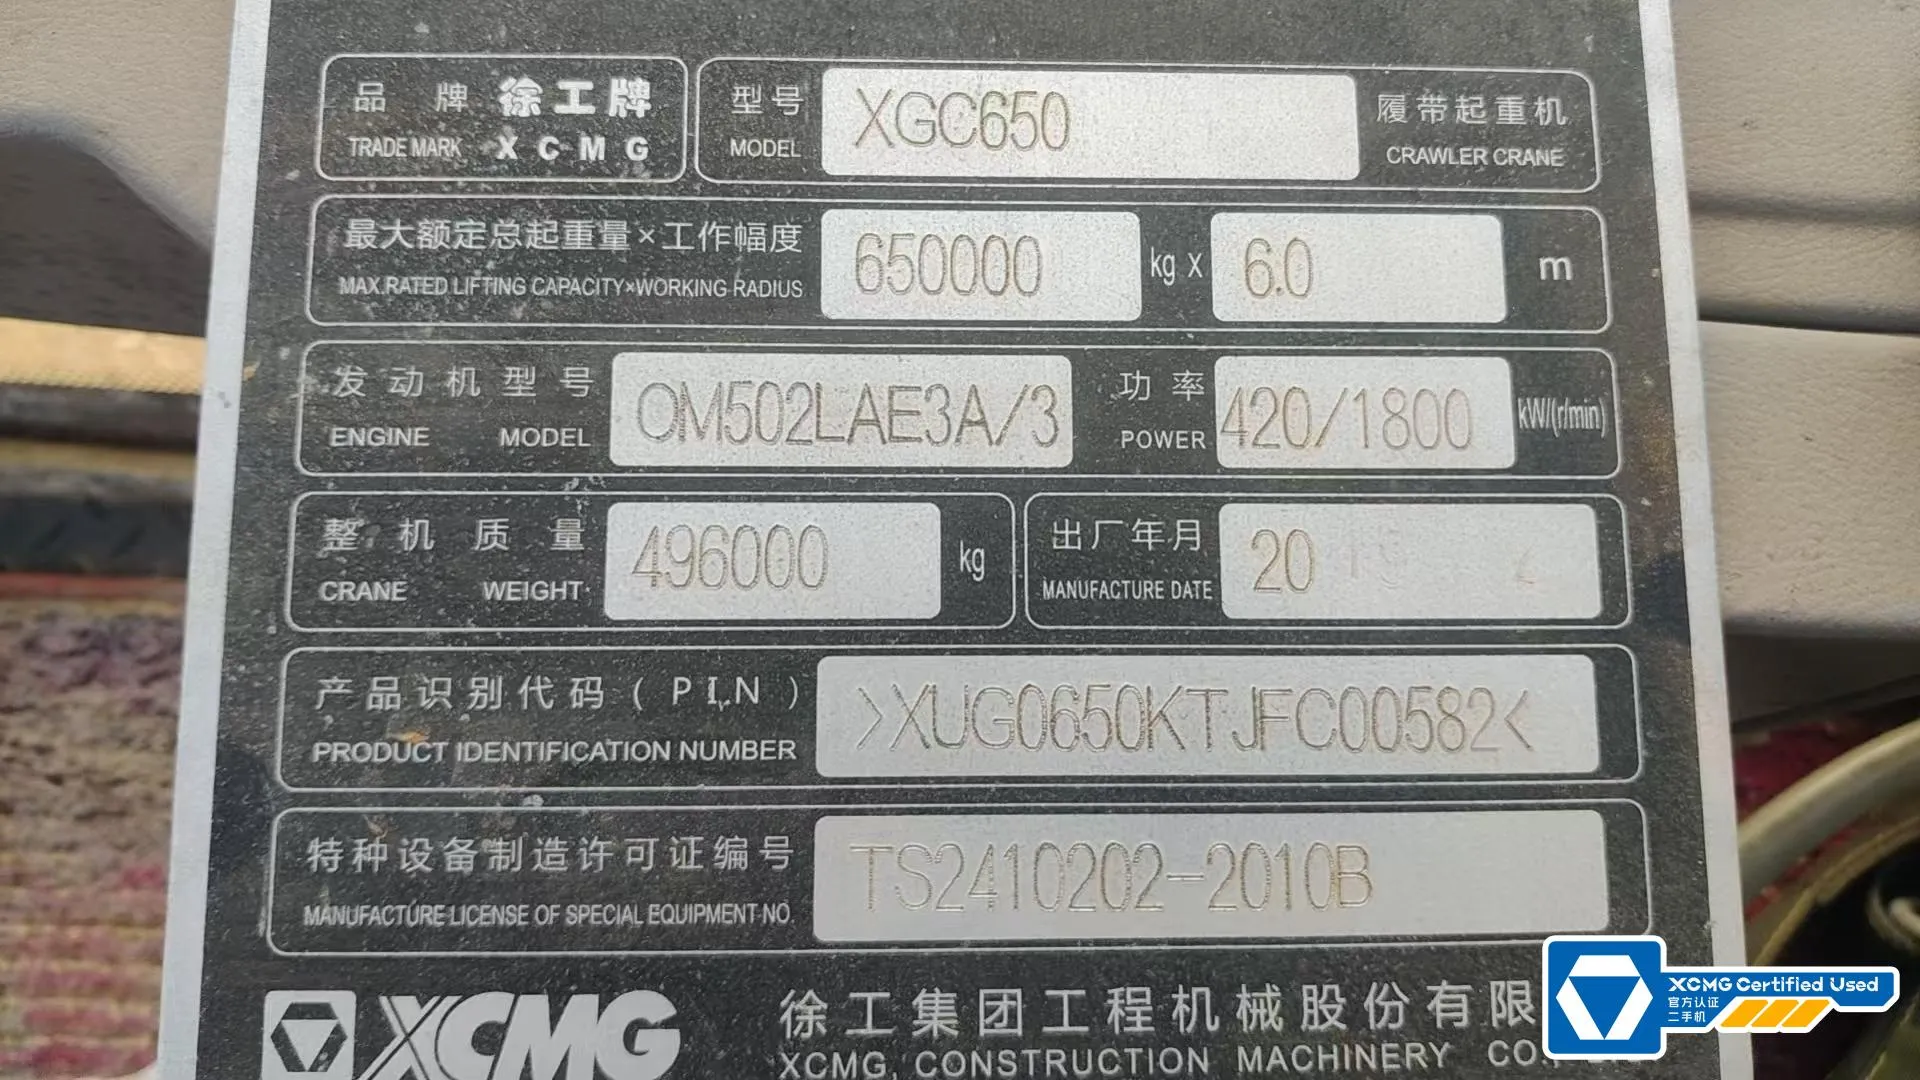 品 牌 徐工牌
TRADE MARK XCMG
型号 XGC650 履带起重机
MODEL CRAWLER CRANE
最大额定总起重量×工作幅度 650000 kg x 6.0 m
MAX.RATED LIFTING CAPACITY×WORKING RADIUS
发动机型号 OM502LAE3A/3 功率 420/1800 kW/(r/min)
ENGINE MODEL POWER
整机质量 496000 kg 出厂年月 20
CRANE WEIGHT MANUFACTURE DATE
产品识别代码(PIN) >XUG0650KTJFC00582<
PRODUCT IDENTIFICATION NUMBER
特种设备制造许可证编号 TS2410202-2010B
MANUFACTURE LICENSE OF SPECIAL EQUIPMENT NO.
XCMG 徐工集团工程机械股份有限
XCMG, CONSTRUCTION MACHINERY CO.,
XCMG Certified Used
官方认证
二手机